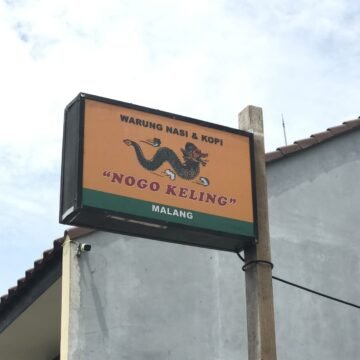 WARUNG NASI & KOPI
"NOGO KELING"
MALANG